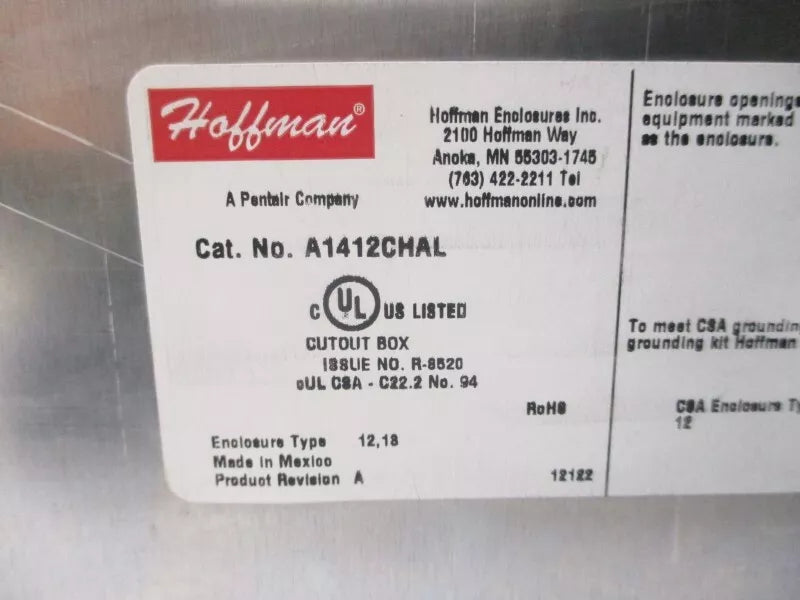 Hoffman®
A Pentair Company
Hoffman Enclosures Inc.
2100 Hoffman Way
Anoka, MN 55303-1745
(763) 422-2211 Tel
www.hoffmanonline.com
Cat. No. A1412CHAL
C UL US LISTED
CUTOUT BOX
ISSUE NO. R-8520
cUL CSA - C22.2 No. 94
RoHS
Enclosure Type 12,13
Made in Mexico
Product Revision A
12122
Enclosure openings
equipment marked
as the enclosure.
To meet CSA groundin
grounding kit Hoffman
CSA Enclosure Ty
12